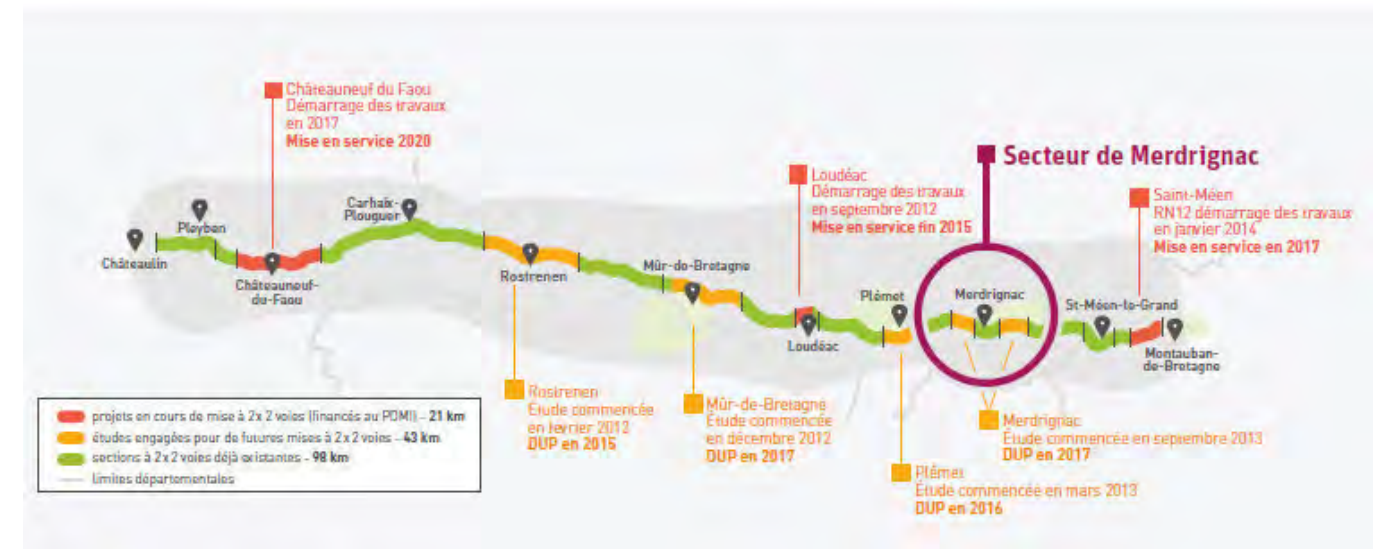 Châteauneuf du Faou
Démarrage des travaux
en 2017
Mise en service 2020
Secteur de Merdrignac
Loudéac
Démarrage des travaux
en septembre 2012
Mise en service fin 2015
Saint-Méen
RN12 démarrage des travaux
en janvier 2014
Mise en service en 2017
Châteaulin
Pleyben
Châteauneuf-
du-Faou
Carhaix-
Plouguer
Rostrenen
Mûr-de-Bretagne
Loudéac
Plémet
Merdrignac
St-Méen-le-Grand
Montauban-
de-Bretagne
Rostrenen
Étude commencée
en février 2012
DUP en 2015
Mûr-de-Bretagne
Étude commencée
en décembre 2012
DUP en 2017
Merdrignac
Étude commencée en septembre 2013
DUP en 2017
Plémet
Étude commencée en mars 2013
DUP en 2016
projets en cours de mise à 2x2 voies (financés au PDMI) - 21 km
études engagées pour de futures mises à 2x2 voies - 43 km
sections à 2x2 voies déjà existantes - 98 km
limites départementales